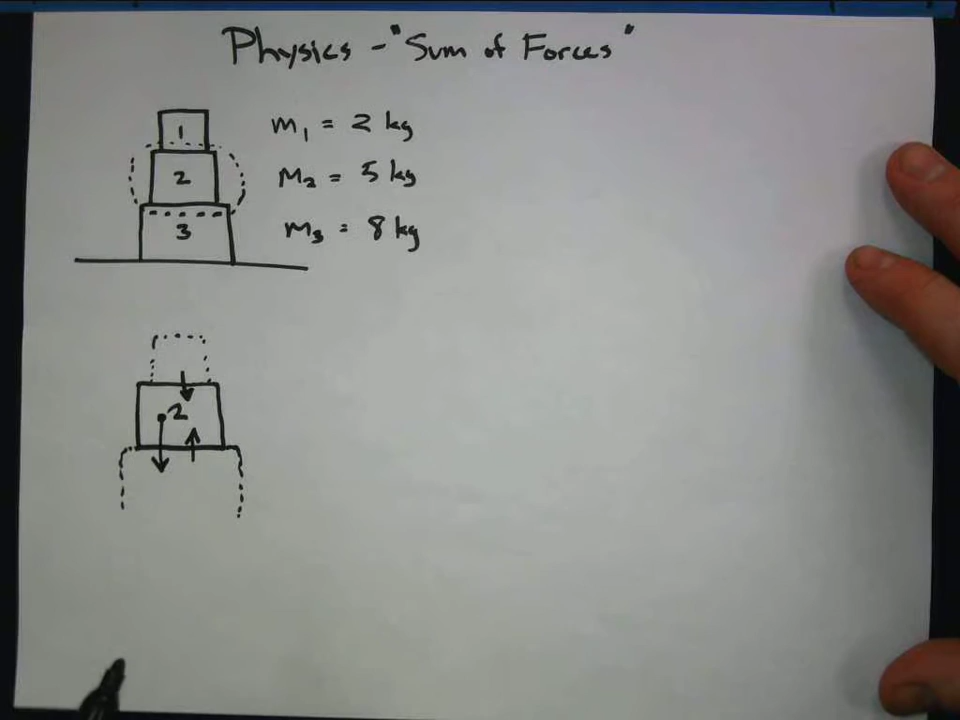 Physics - "Sum of Forces"
1
m₁ = 2 kg
2
m₂ = 5 kg
3
m₃ = 8 kg
2